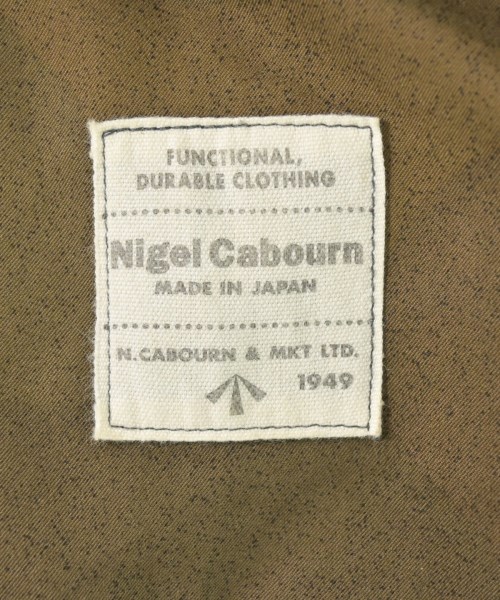 FUNCTIONAL,
DURABLE CLOTHING
Nigel Cabourn
MADE IN JAPAN
N.CABOURN & MKT LTD.
1949